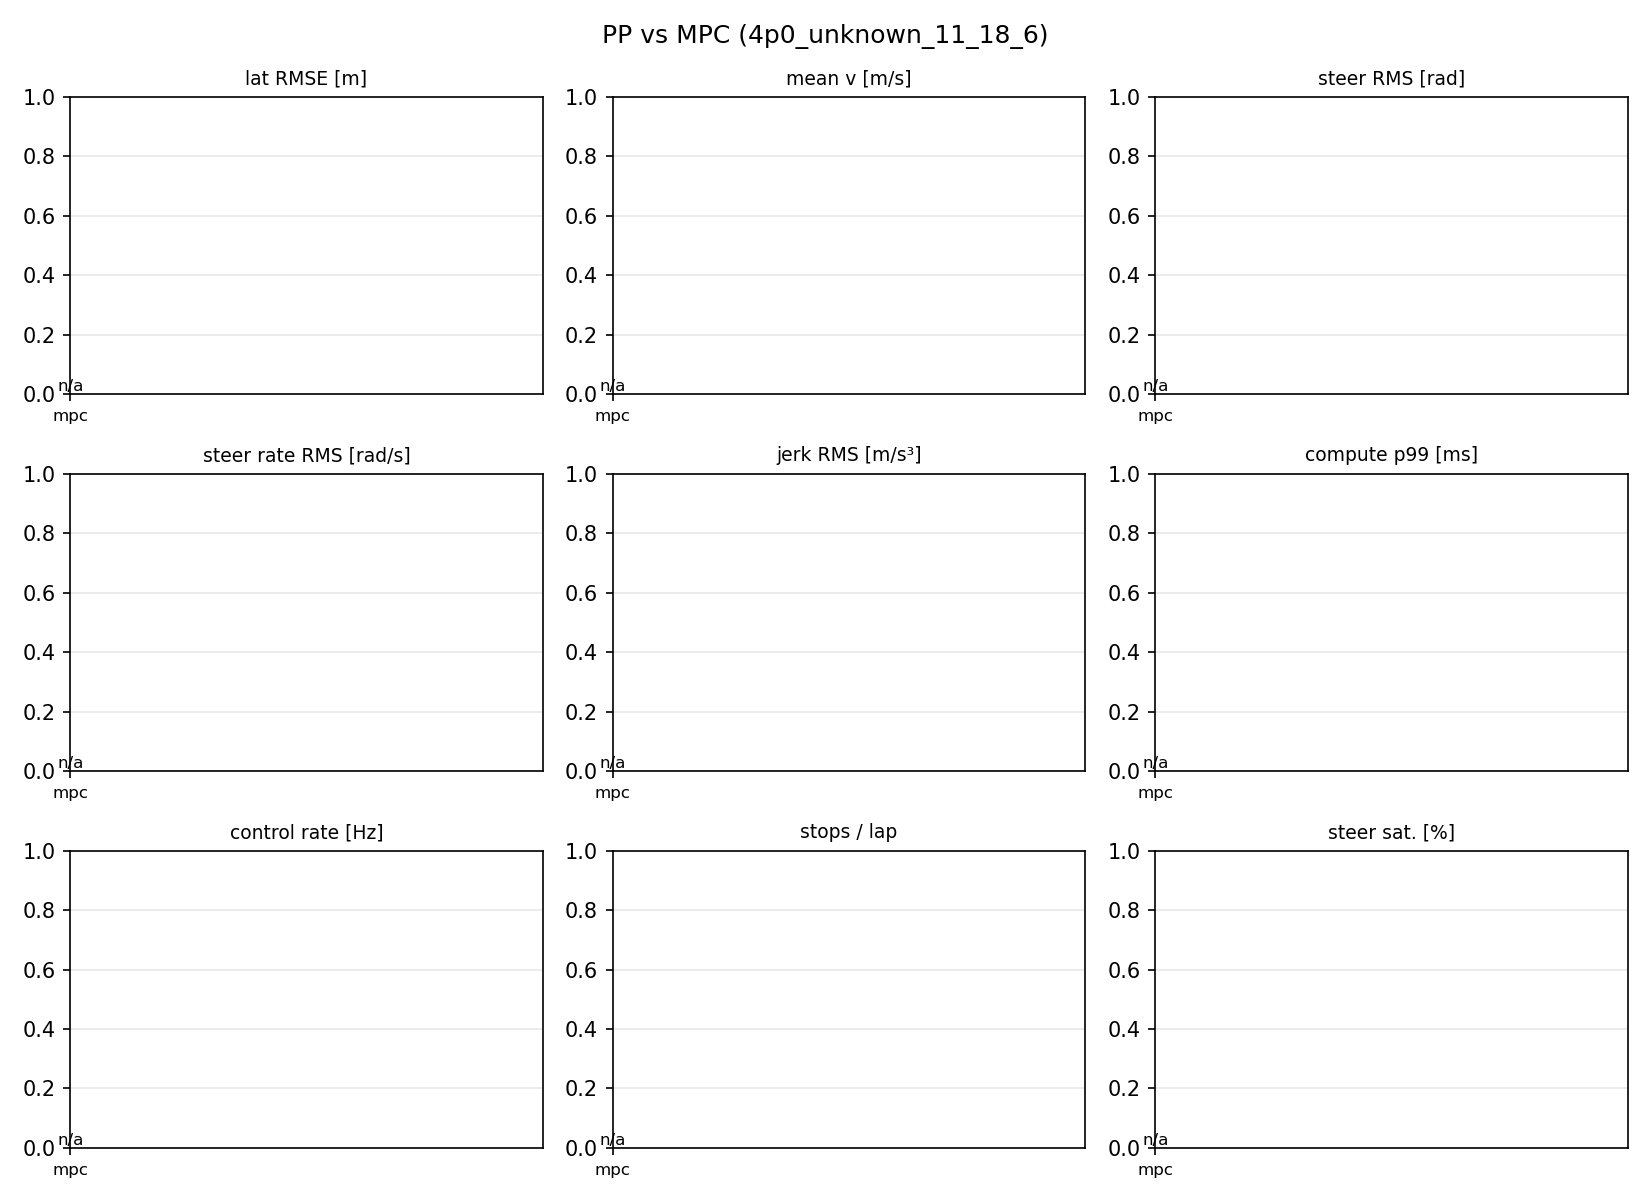 PP vs MPC (4p0_unknown_11_18_6)
lat RMSE [m]
1.0
0.8
0.6
0.4
0.2
0.0
n/a
mpc
mean v [m/s]
1.0
0.8
0.6
0.4
0.2
0.0
n/a
mpc
steer RMS [rad]
1.0
0.8
0.6
0.4
0.2
0.0
n/a
mpc
steer rate RMS [rad/s]
1.0
0.8
0.6
0.4
0.2
0.0
n/a
mpc
jerk RMS [m/s³]
1.0
0.8
0.6
0.4
0.2
0.0
n/a
mpc
compute p99 [ms]
1.0
0.8
0.6
0.4
0.2
0.0
n/a
mpc
control rate [Hz]
1.0
0.8
0.6
0.4
0.2
0.0
n/a
mpc
stops / lap
1.0
0.8
0.6
0.4
0.2
0.0
n/a
mpc
steer sat. [%]
1.0
0.8
0.6
0.4
0.2
0.0
n/a
mpc